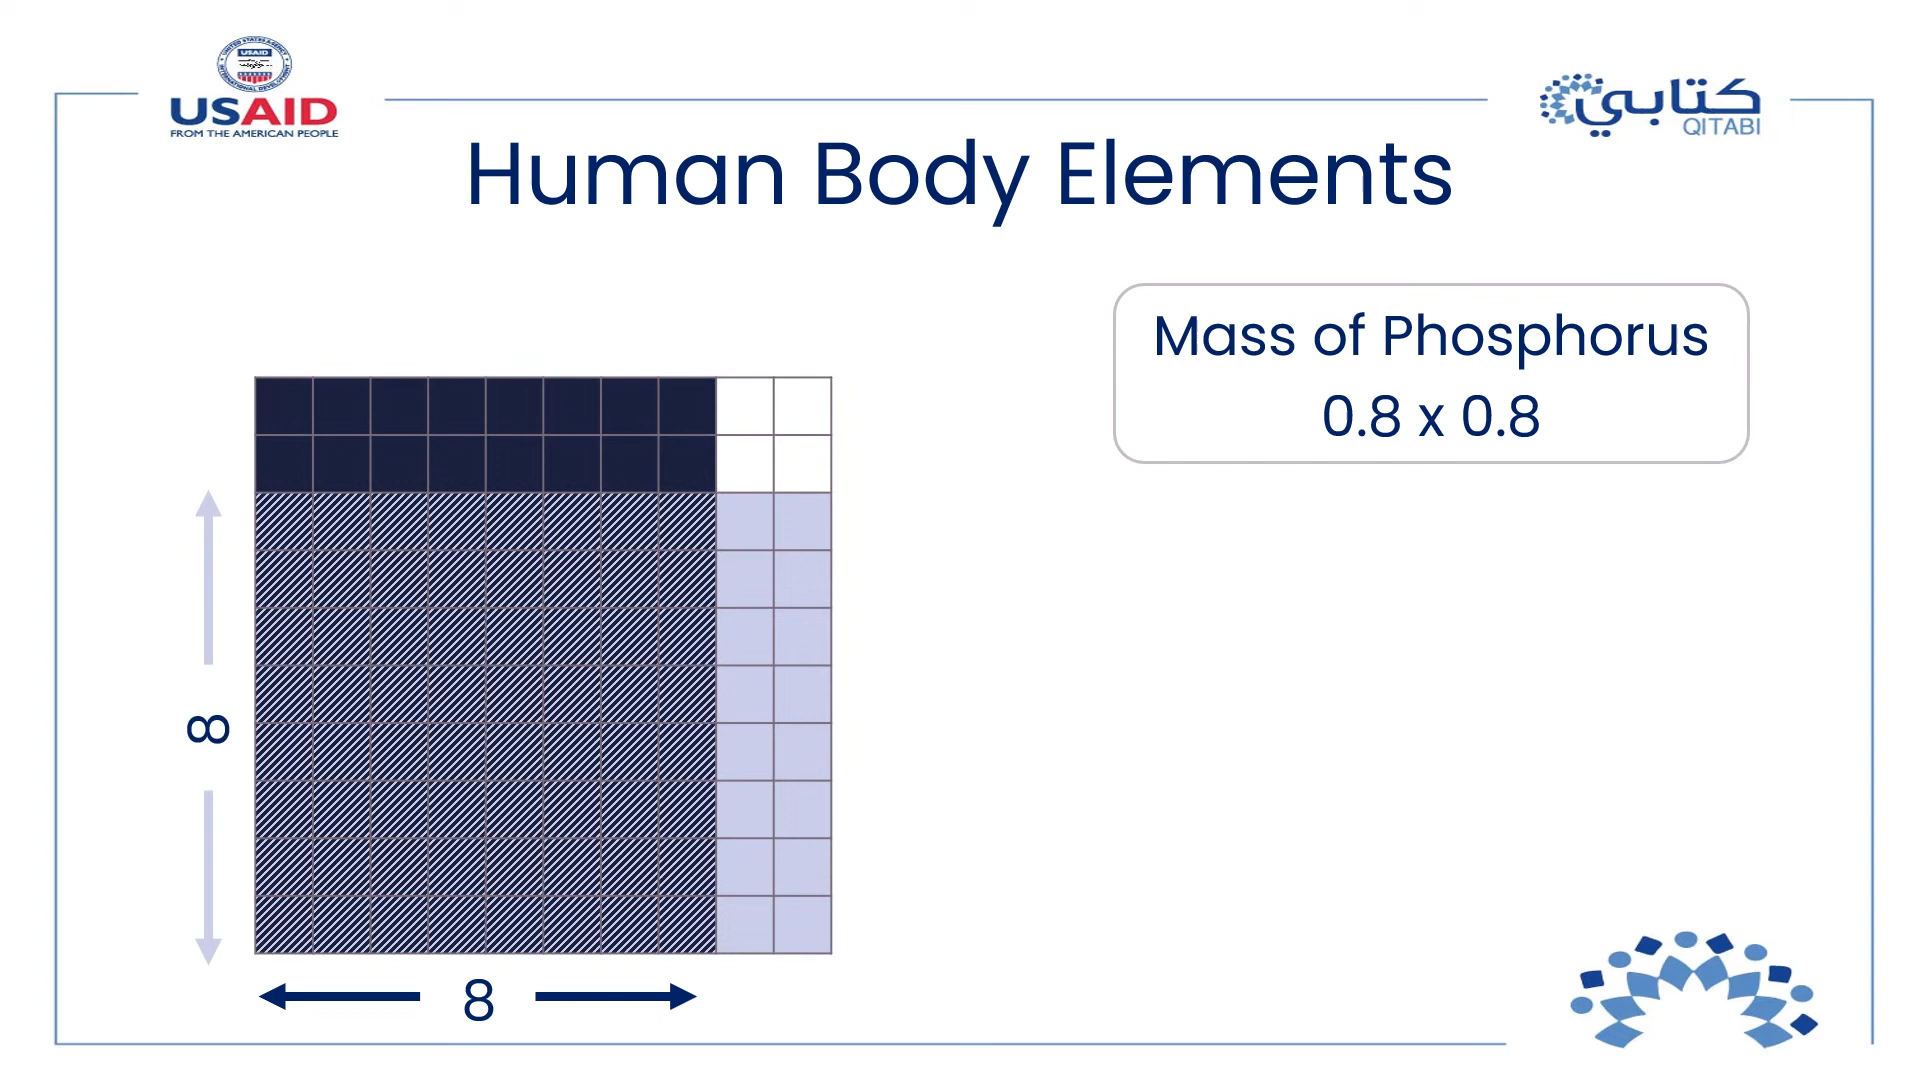 USAID
USAID
FROM THE AMERICAN PEOPLE
كتابي
QITABI
Human Body Elements
Mass of Phosphorus
0.8 x 0.8
8
8